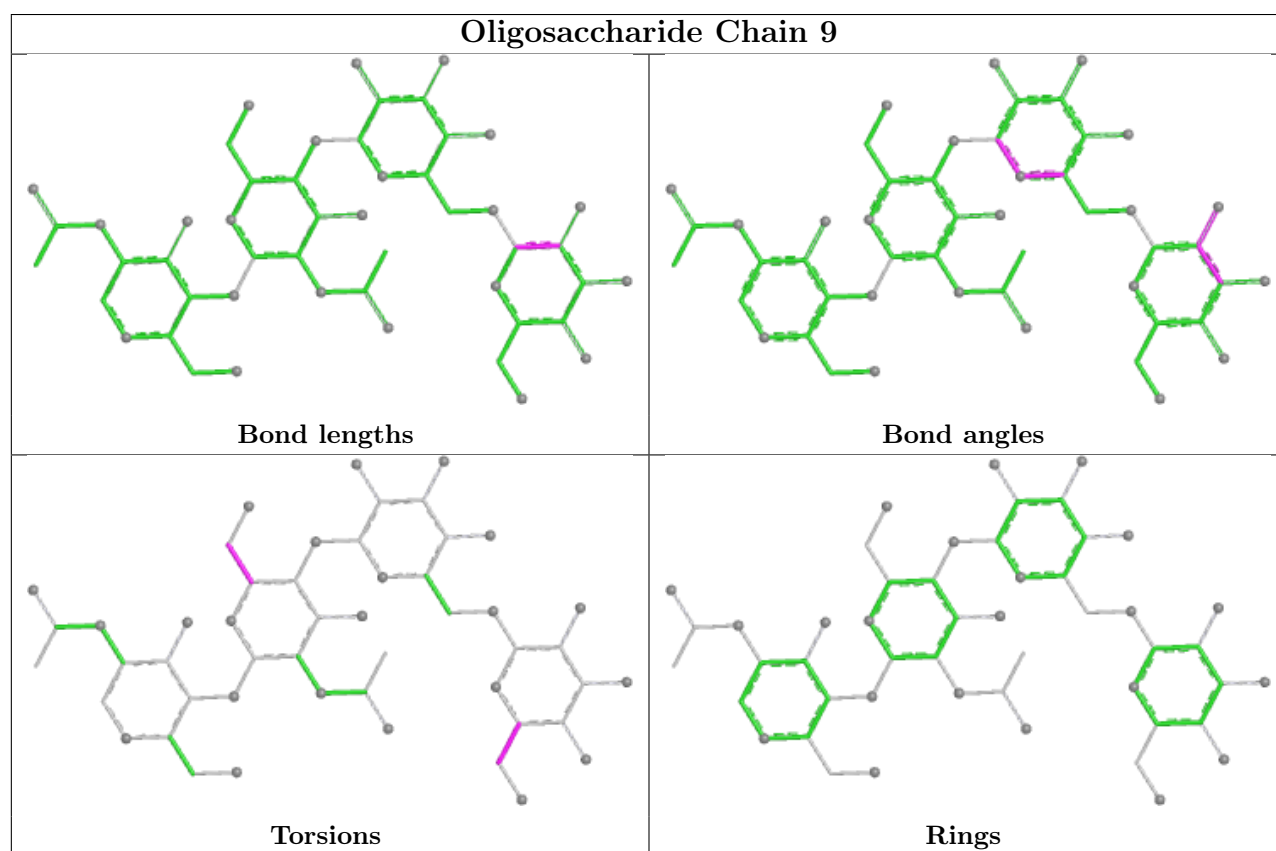 Oligosaccharide Chain 9
Bond lengths
Bond angles
Torsions
Rings